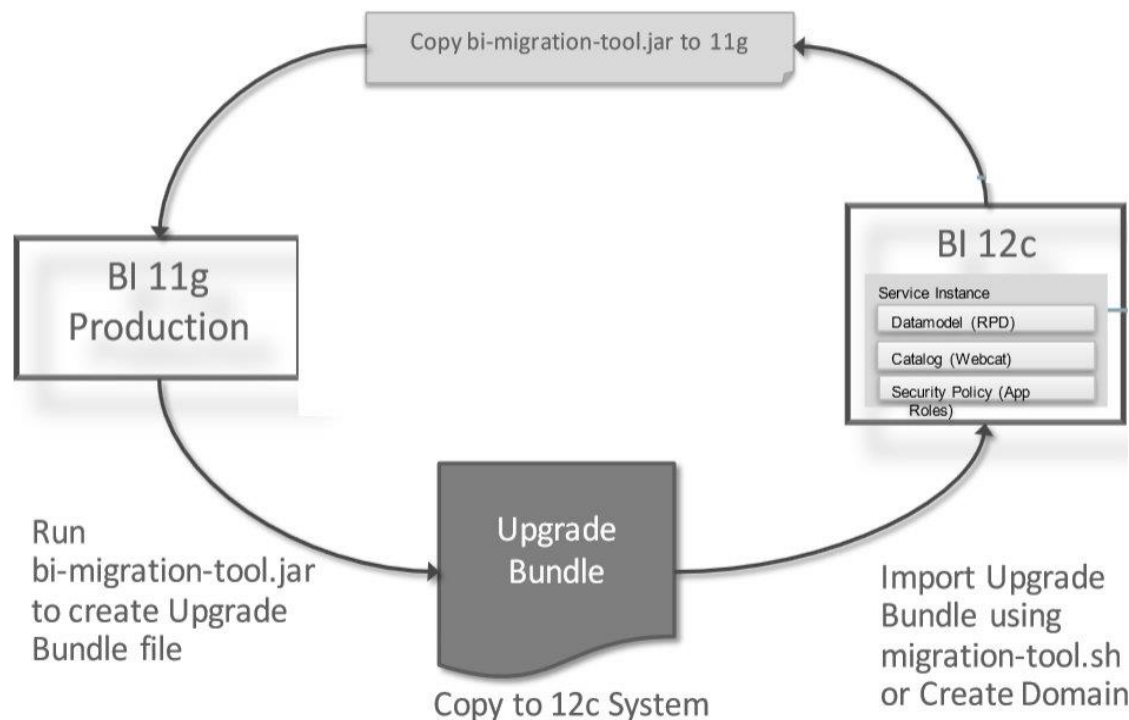 Copy bi-migration-tool.jar to 11g
BI 11g
Production
BI 12c
Service Instance
Datamodel (RPD)
Catalog (Webcat)
Security Policy (App
Roles)
Run
bi-migration-tool.jar
to create Upgrade
Bundle file
Upgrade
Bundle
Copy to 12c System
Import Upgrade
Bundle using
migration-tool.sh
or Create Domain